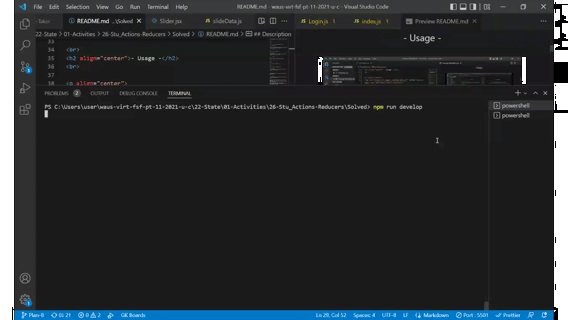 File Edit Selection View Go Run Terminal Help README.md - waus-virt-fsf-pt-11-2021-u-c - Visual Studio Code
README.md ...\Solved Slider.jsx slideData.js Login.js 1 index.js 1 Preview README.md
22-State > 01-Activities > 26-Stu_Actions-Reducers > Solved > README.md > ## Description
33
34 <br>
35 <h2 align="center">- Usage -</h2>
36 <br>
37
38 <p align="center">
- Usage -
PROBLEMS 2 OUTPUT DEBUG CONSOLE TERMINAL
PS C:\Users\user\waus-virt-fsf-pt-11-2021-u-c\22-State\01-Activities\26-Stu_Actions-Reducers\Solved> npm run develop
powershell
powershell
Plan-B 21 0 2 GK Boards Ln 29, Col 52 Spaces: 4 UTF-8 LF Markdown Port : 5501 Prettier